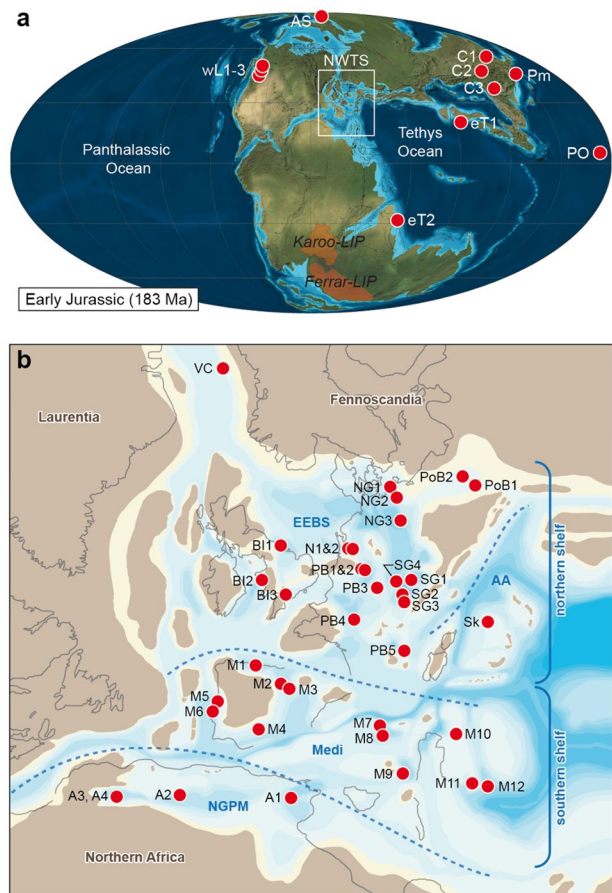 a
AS
NWTS
C1
C2
C3
Pm
wL1-3
eT1
Panthalassic
Ocean
Tethys
Ocean
PO
eT2
Karoo-LIP
Ferrar-LIP
Early Jurassic (183 Ma)
b
VC
Laurentia
Fennoscandia
PoB2
PoB1
NG1
NG2
NG3
EEBS
BI1
N1&2
PB1&2
SG4
SG1
AA
BI2
PB3
SG2
BI3
SG3
PB4
Sk
PB5
northern shelf
M1
M2
M3
M5
M6
M4
M7
M8
M10
Medi
M9
M11
M12
southern shelf
A3, A4
A2
A1
NGPM
Northern Africa